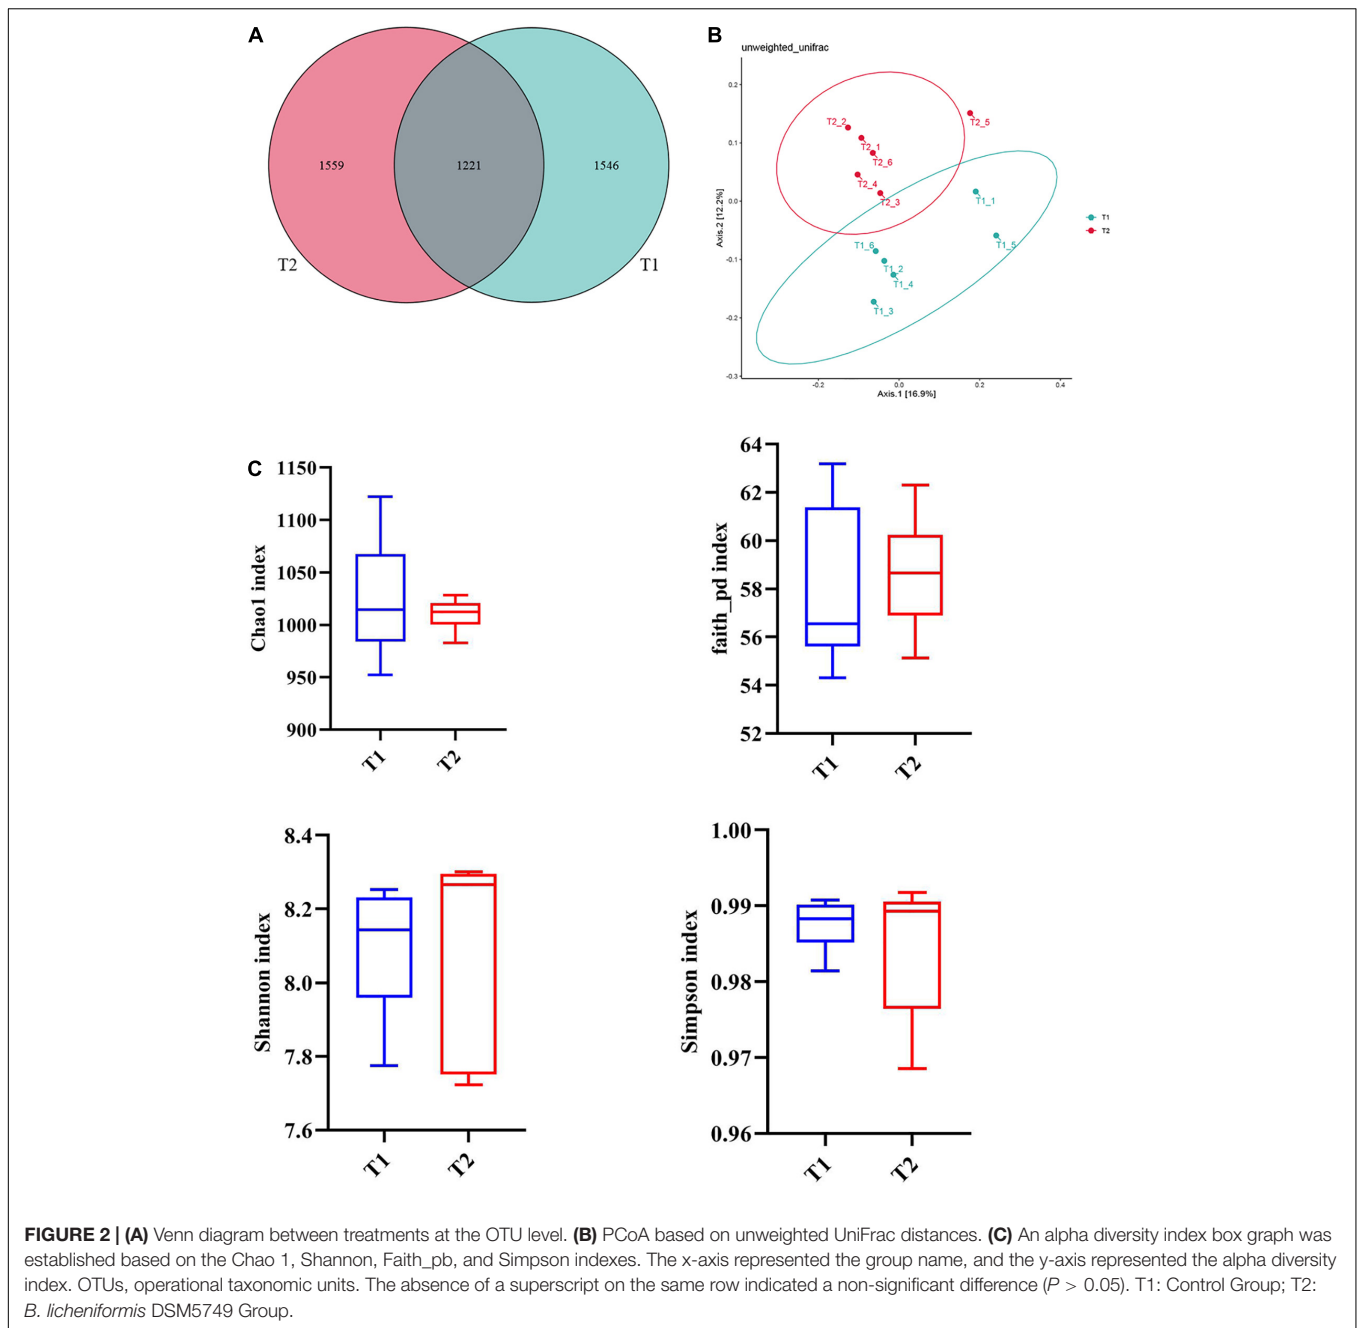 A
1559
1221
1546
T2
T1
B
unweighted_unifrac
0.2
0.1
0.0
-0.1
-0.2
-0.3
Axis.2 [12.2%]
T2_5
T2_2
T2_1
T2_6
T2_4
T2_3
T1_1
T1_5
T1_6
T1_2
T1_4
T1_3
-0.2
0.0
0.2
0.4
Axis.1 [16.9%]
T1
T2
C
1150
1100
1050
1000
950
900
Chao1 index
T1
T2
64
62
60
58
56
54
52
faith_pd index
T1
T2
8.4
8.2
8.0
7.8
7.6
Shannon index
T1
T2
1.00
0.99
0.98
0.97
0.96
Simpson index
T1
T2
FIGURE 2 | (A) Venn diagram between treatments at the OTU level. (B) PCoA based on unweighted UniFrac distances. (C) An alpha diversity index box graph was
established based on the Chao 1, Shannon, Faith_pb, and Simpson indexes. The x-axis represented the group name, and the y-axis represented the alpha diversity
index. OTUs, operational taxonomic units. The absence of a superscript on the same row indicated a non-significant difference (P > 0.05). T1: Control Group; T2:
B. licheniformis DSM5749 Group.